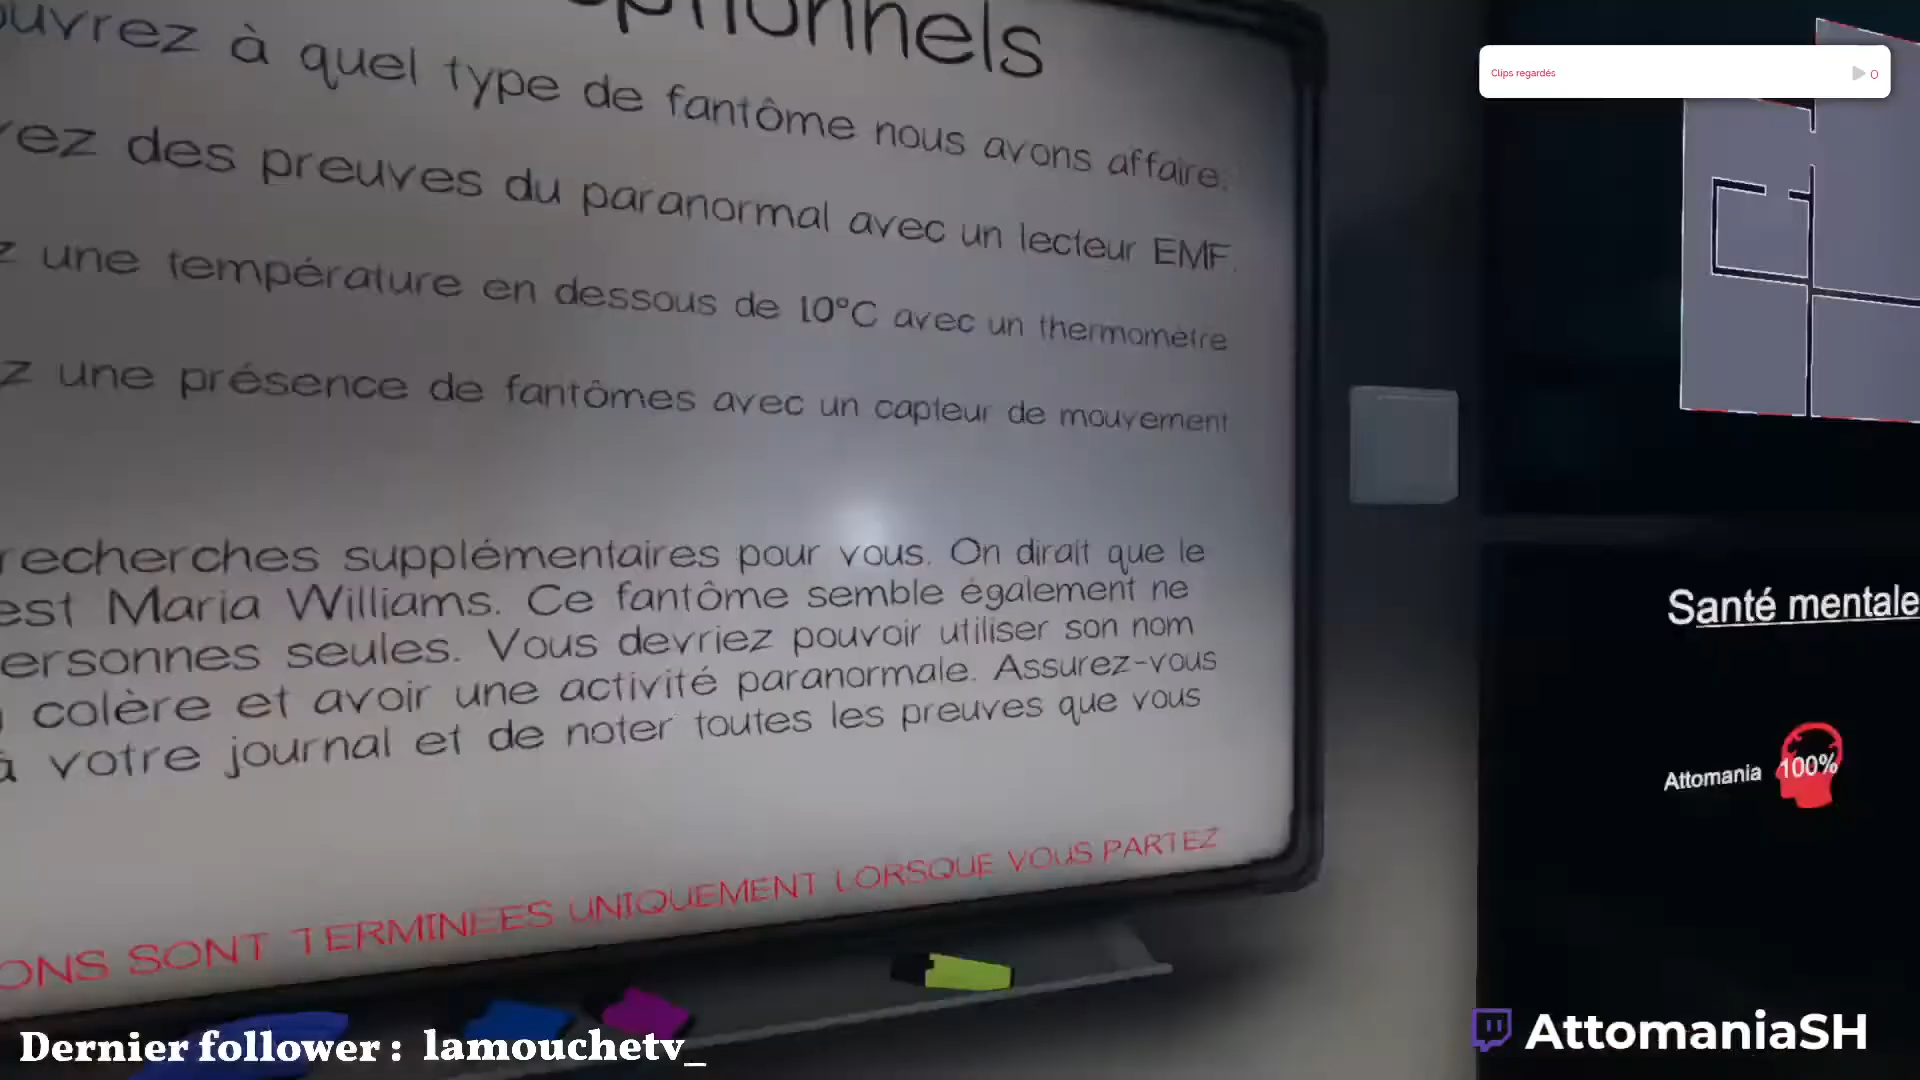 ptionnels
ouvrez à quel type de fantôme nous avons affaire.
rez des preuves du paranormal avec un lecteur EMF.
z une température en dessous de 10°C avec un thermomètre
z une présence de fantômes avec un capteur de mouvement
recherches supplémentaires pour vous. On dirait que le
est Maria Williams. Ce fantôme semble également ne
ersonnes seules. Vous devriez pouvoir utiliser son nom
colère et avoir une activité paranormale. Assurez-vous
à votre journal et de noter toutes les preuves que vous
ONS SONT TERMINEES UNIQUEMENT LORSQUE VOUS PARTEZ
Clips regardés 0
Santé mentale
Attomania 100%
Dernier follower : lamouchetv_
AttomaniaSH